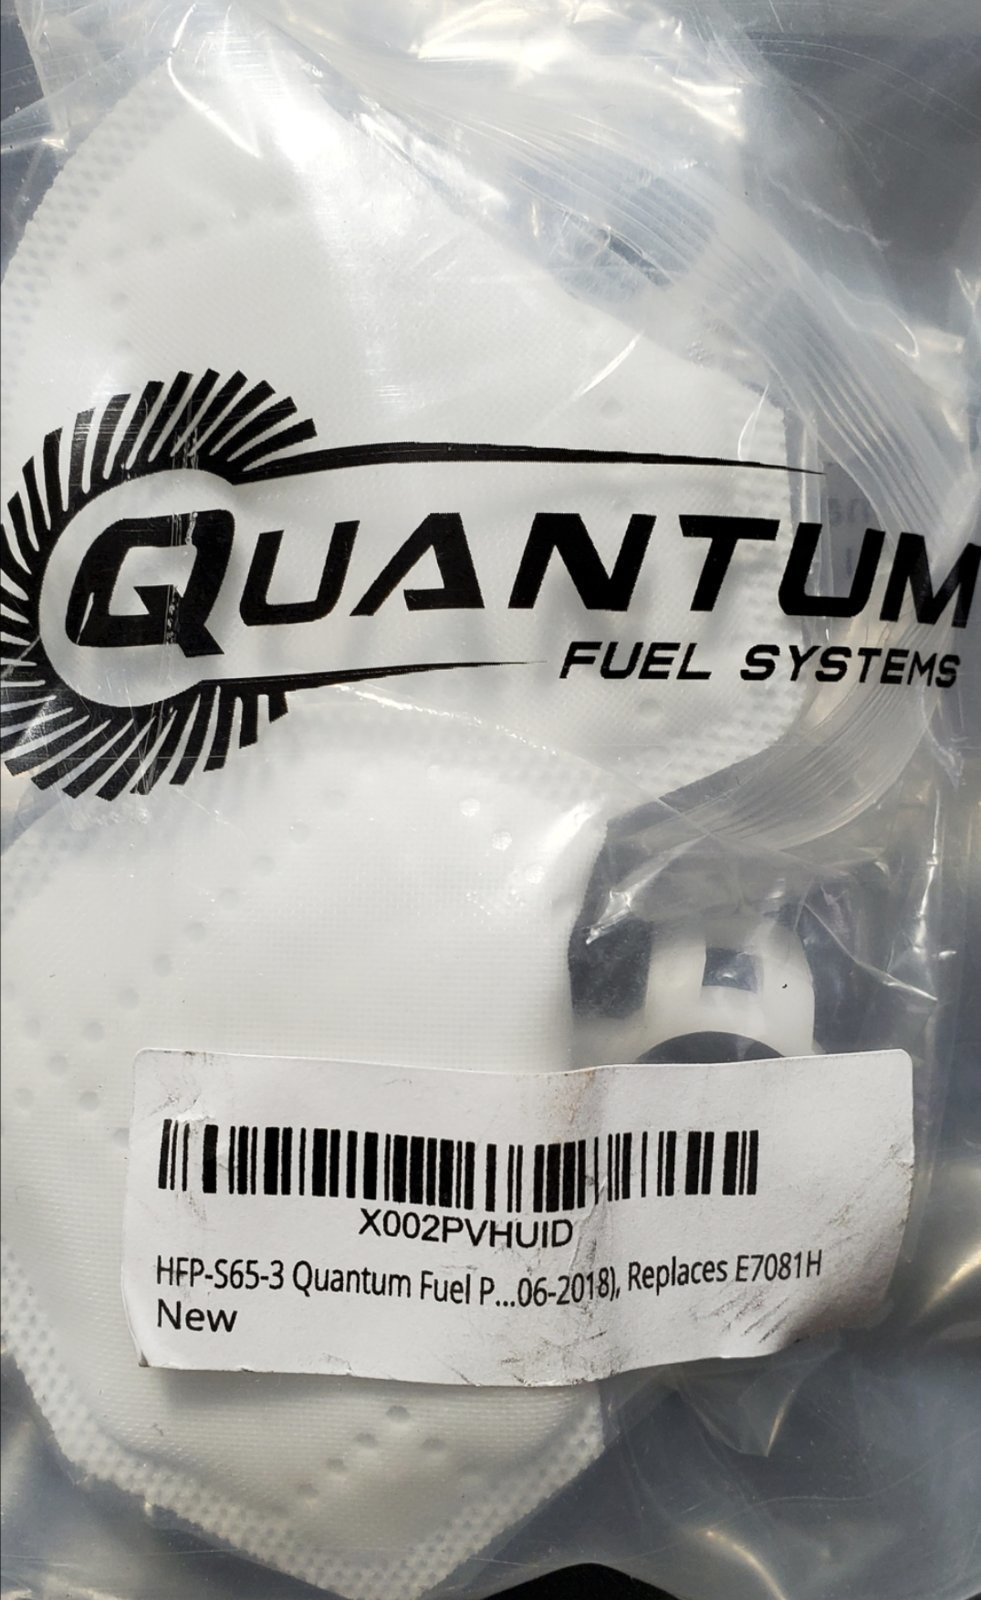 QUANTUM
FUEL SYSTEMS
X002PVHUID
HFP-S65-3 Quantum Fuel P...06-2018), Replaces E7081H
New